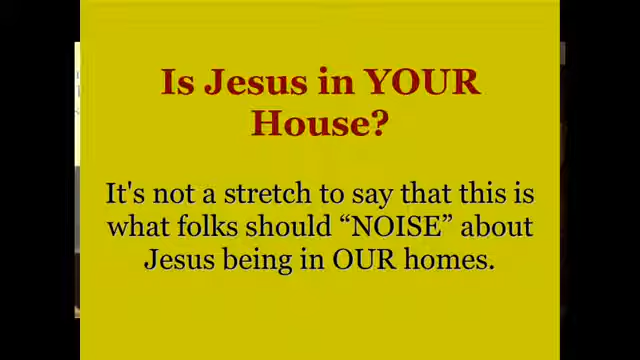 Is Jesus in YOUR
House?
It's not a stretch to say that this is
what folks should “NOISE” about
Jesus being in OUR homes.